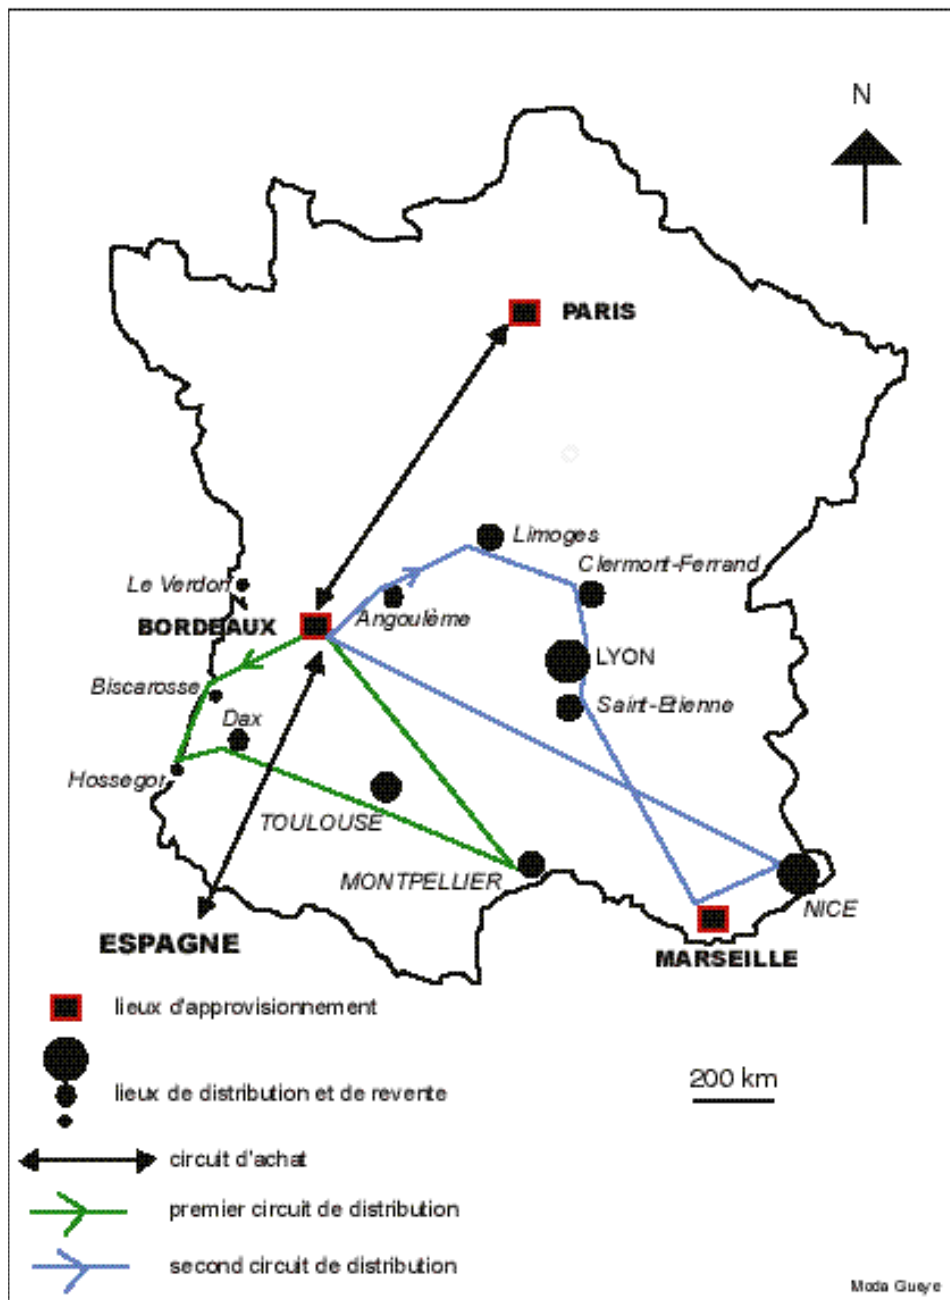 N
PARIS
Limoges
Clermont-Ferrand
Le Verdon
Angoulême
BORDEAUX
LYON
Biscarosse
Saint-Etienne
Dax
Hossegor
TOULOUSE
MONTPELLIER
NICE
ESPAGNE
MARSEILLE
lieux d'approvisionnement
200 km
lieux de distribution et de revente
circuit d'achat
premier circuit de distribution
second circuit de distribution
Moda Gueye